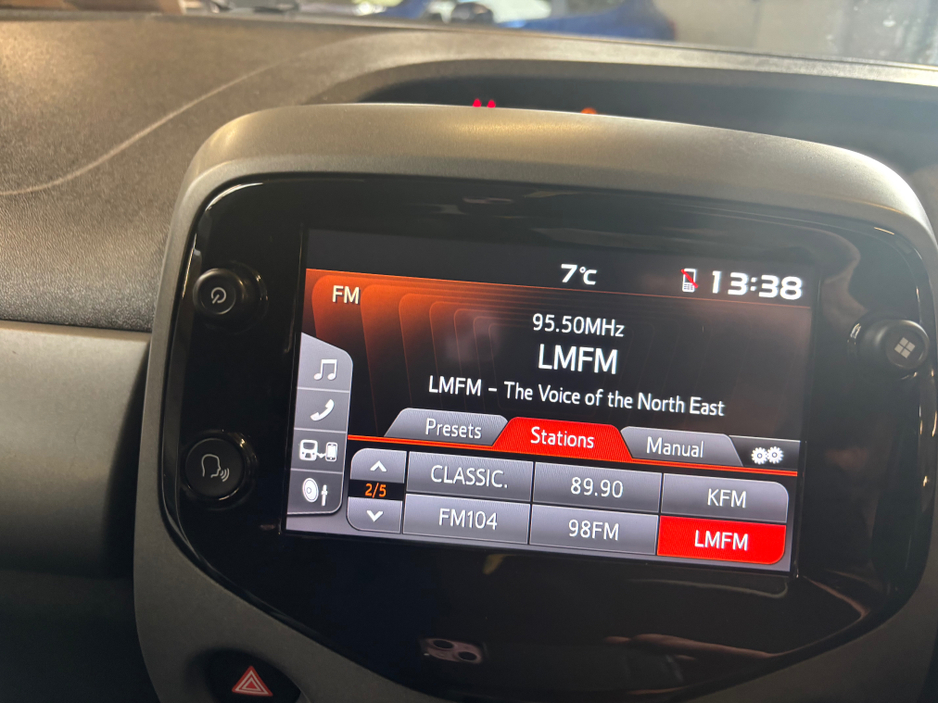 7°C 13:38
FM
95.50MHz
LMFM
LMFM - The Voice of the North East
Presets Stations Manual
2/5
CLASSIC. 89.90 KFM
FM104 98FM LMFM